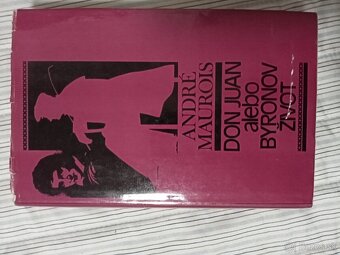 ANDRÉ
MAUROIS
DON JUAN
alebo
BYRONOV
ŽIVOT